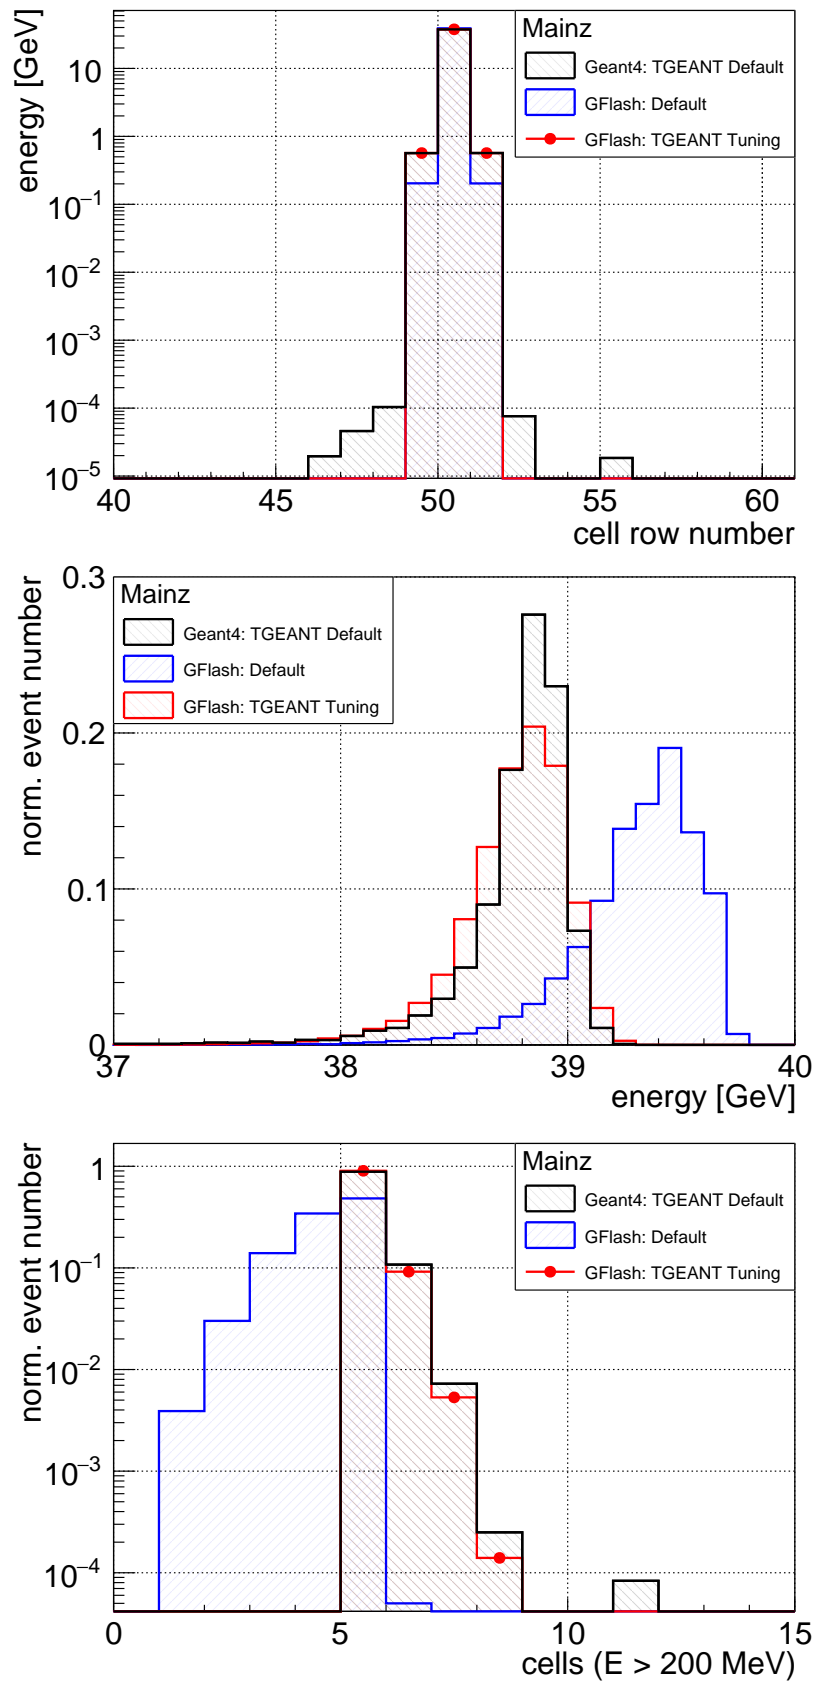 energy [GeV]
Mainz
Geant4: TGEANT Default
GFlash: Default
GFlash: TGEANT Tuning
10
1
10−1
10−2
10−3
10−4
10−5
40 45 50 55 60
cell row number
norm. event number
Mainz
Geant4: TGEANT Default
GFlash: Default
GFlash: TGEANT Tuning
0.3
0.2
0.1
0
37 38 39 40
energy [GeV]
norm. event number
Mainz
Geant4: TGEANT Default
GFlash: Default
GFlash: TGEANT Tuning
1
10−1
10−2
10−3
10−4
0 5 10 15
cells (E > 200 MeV)